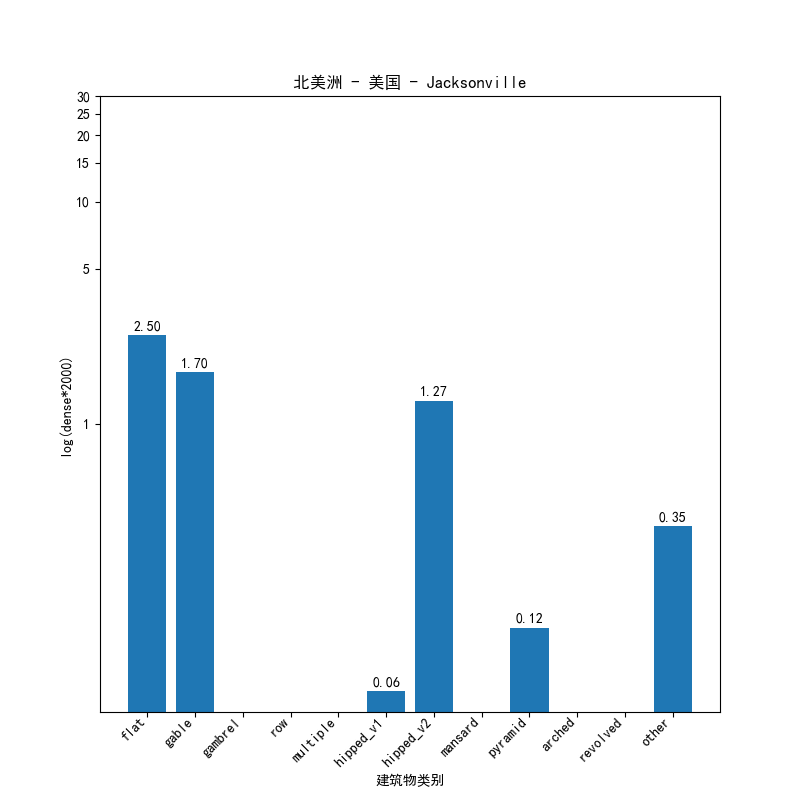 北美洲 - 美国 - Jacksonville
30
25
20
15
10
5
1
log(dense*2000)
2.50
1.70
0.06
1.27
0.12
0.35
flat
gable
gambrel
row
multiple
hipped_v1
hipped_v2
mansard
pyramid
arched
revolved
other
建筑物类别